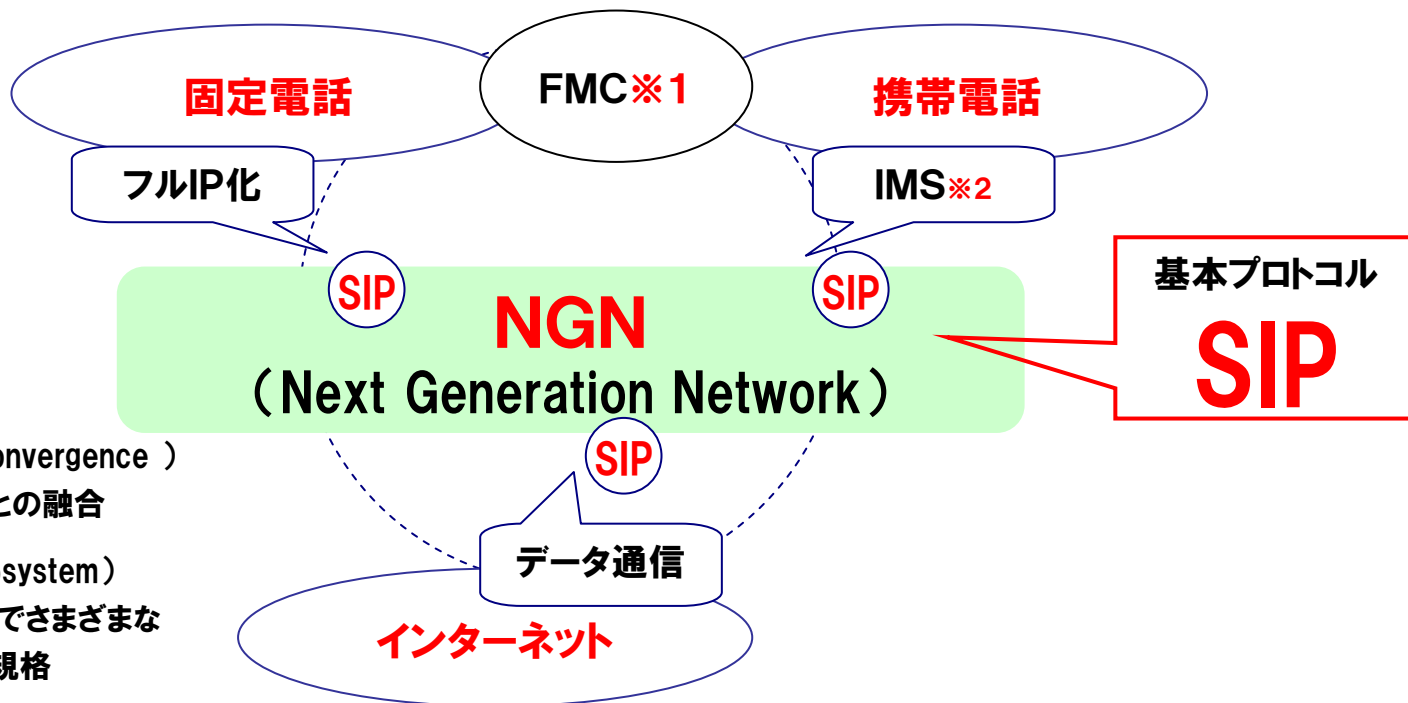 固定電話
FMC※1
携帯電話
フルIP化
IMS※2
SIP
SIP
基本プロトコル
SIP
NGN
（Next Generation Network）
SIP
onvergence ）
との融合
データ通信
system）
でさまざまな
規格
インターネット